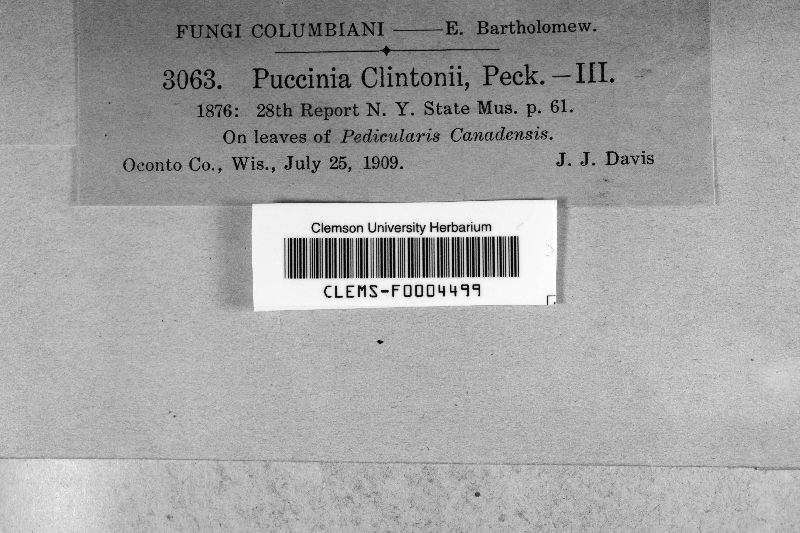 FUNGI COLUMBIANI —— E. Bartholomew.
3063. Puccinia Clintonii, Peck. — III.
1876: 28th Report N. Y. State Mus. p. 61.
On leaves of Pedicularis Canadensis.
Oconto Co., Wis., July 25, 1909. J. J. Davis
Clemson University Herbarium
CLEMS-F0004499